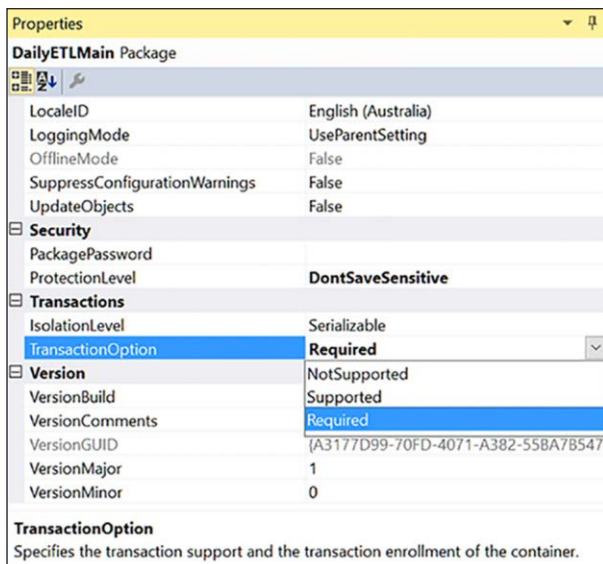 Properties
DailyETLMain Package
LocaleID English (Australia)
LoggingMode UseParentSetting
OfflineMode False
SuppressConfigurationWarnings False
UpdateObjects False
Security
PackagePassword
ProtectionLevel DontSaveSensitive
Transactions
IsolationLevel Serializable
TransactionOption Required
Version NotSupported
VersionBuild Supported
VersionComments Required
VersionGUID {A3177D99-70FD-4071-A382-55BA7B547
VersionMajor 1
VersionMinor 0
TransactionOption
Specifies the transaction support and the transaction enrollment of the container.